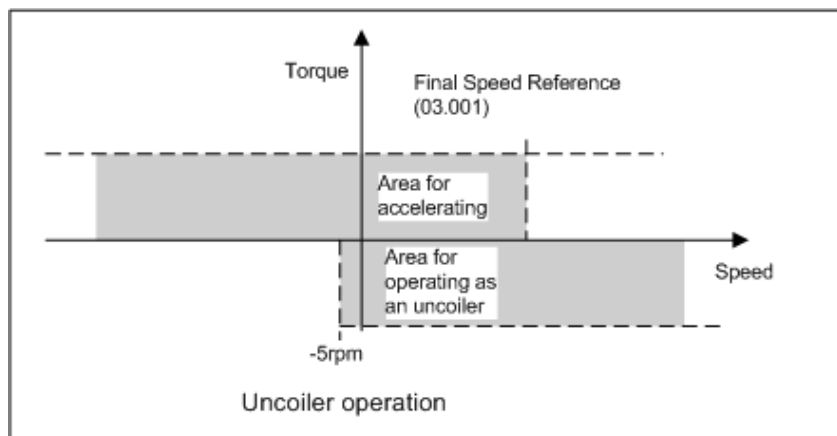 Torque
Final Speed Reference
(03.001)
Area for
accelerating
Area for
operating as
an uncoiler
Speed
-5rpm
Uncoiler operation